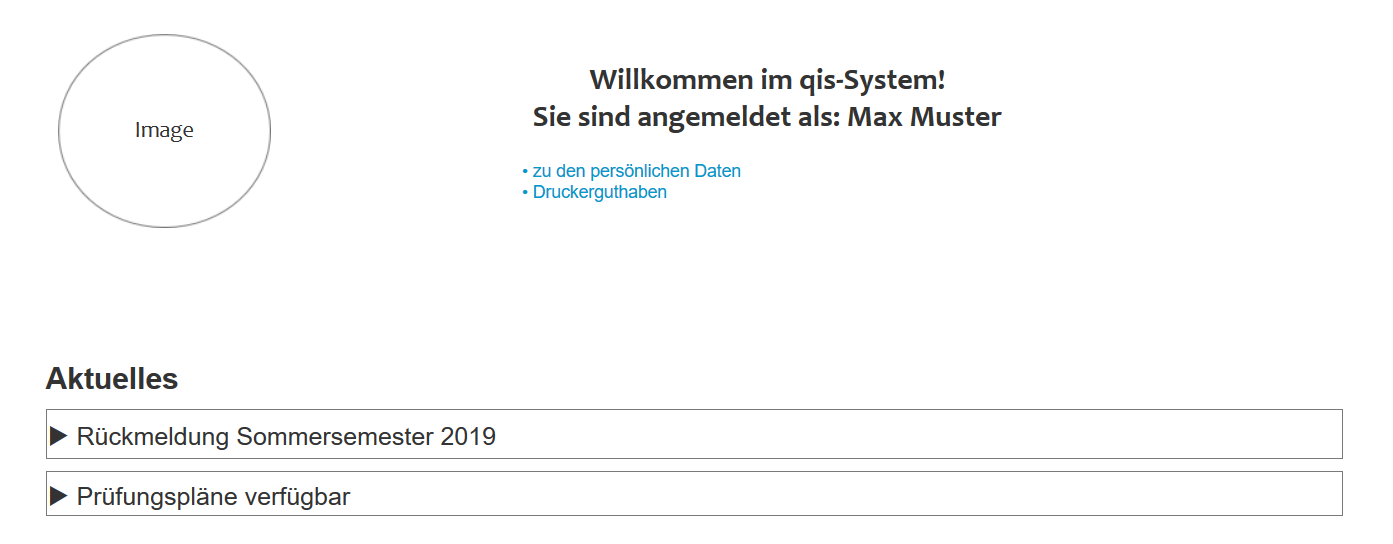 Image
Willkommen im qis-System!
Sie sind angemeldet als: Max Muster
• zu den persönlichen Daten
• Druckerguthaben
Aktuelles
▶ Rückmeldung Sommersemester 2019
▶ Prüfungspläne verfügbar